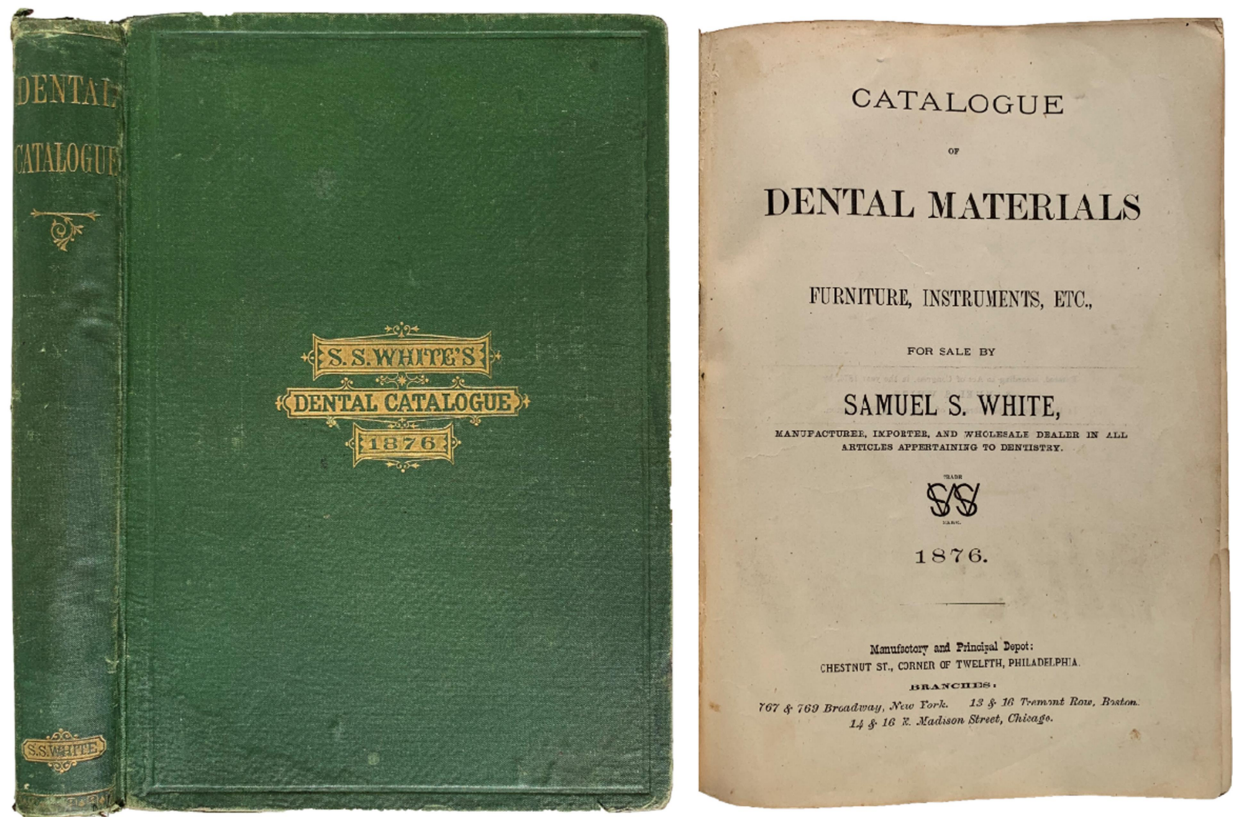 DENTAL
CATALOGUE
S.S. WHITE
S. S. WHITE'S
DENTAL CATALOGUE
1876
CATALOGUE
OF
DENTAL MATERIALS
FURNITURE, INSTRUMENTS, ETC.,
FOR SALE BY
SAMUEL S. WHITE,
MANUFACTURER, IMPORTER, AND WHOLESALE DEALER IN ALL
ARTICLES APPERTAINING TO DENTISTRY.
TRADE
SSW
MARK.
1876.
Manufactory and Principal Depot:
CHESTNUT ST., CORNER OF TWELFTH, PHILADELPHIA.
BRANCHES:
767 & 769 Broadway, New York. 13 & 16 Tremont Row, Boston.
14 & 16 E. Madison Street, Chicago.